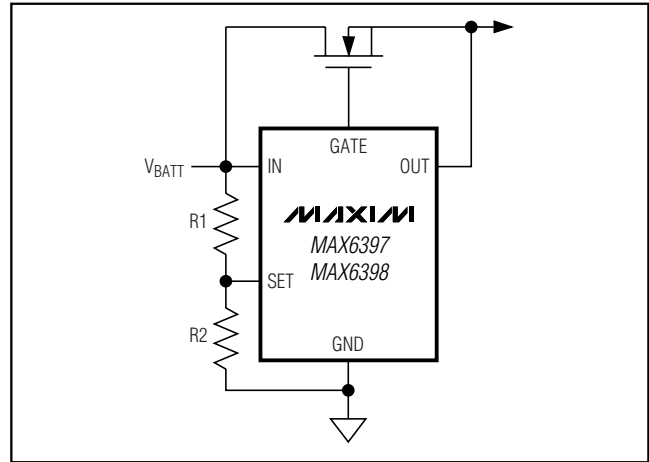 GATE
V_BATT
IN
OUT
R1
MAXIM
MAX6397
MAX6398
SET
R2
GND